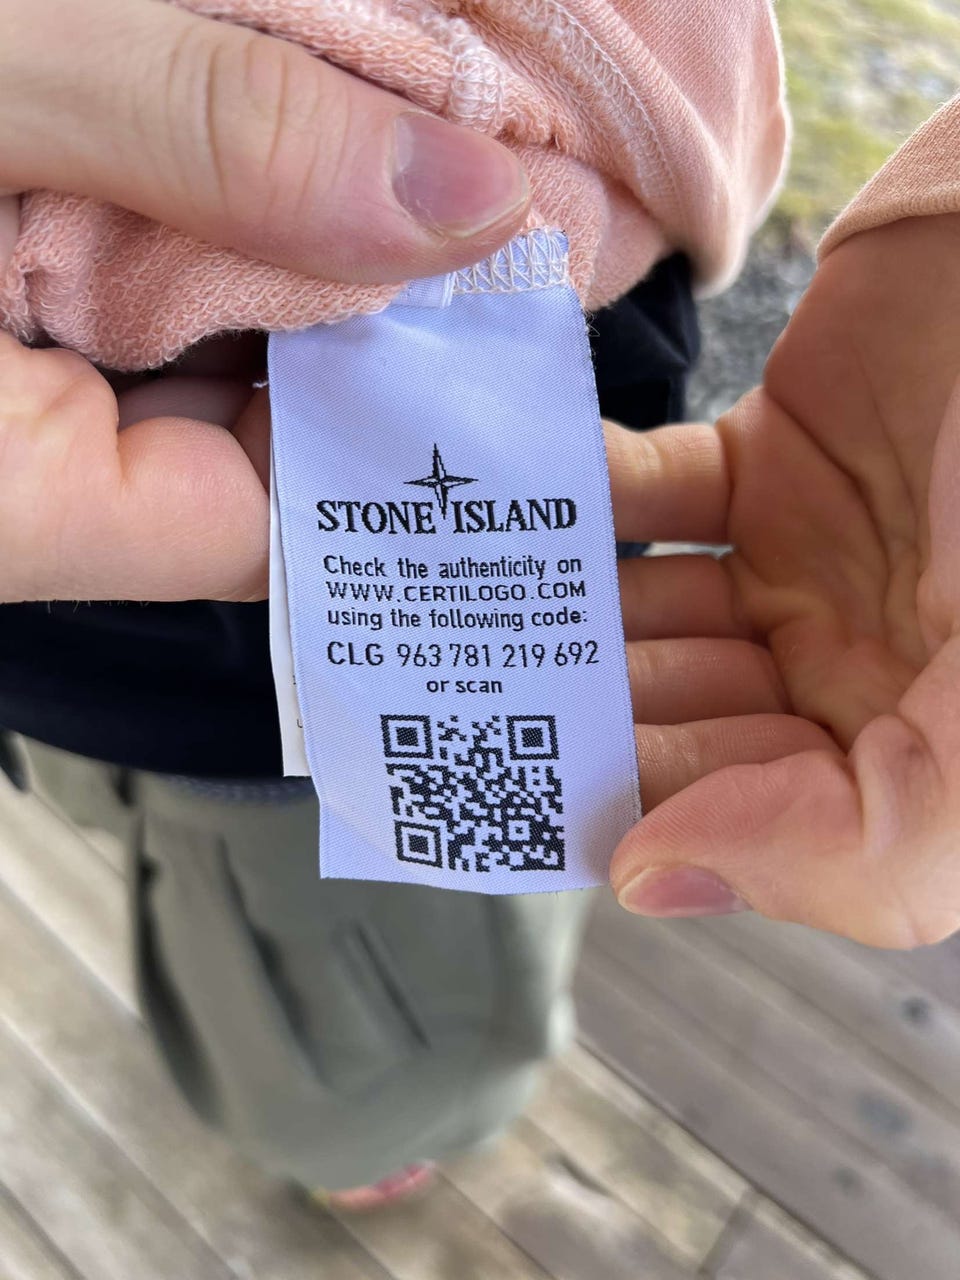 STONE ISLAND
Check the authenticity on
WWW.CERTILOGO.COM
using the following code:
CLG 963 781 219 692
or scan